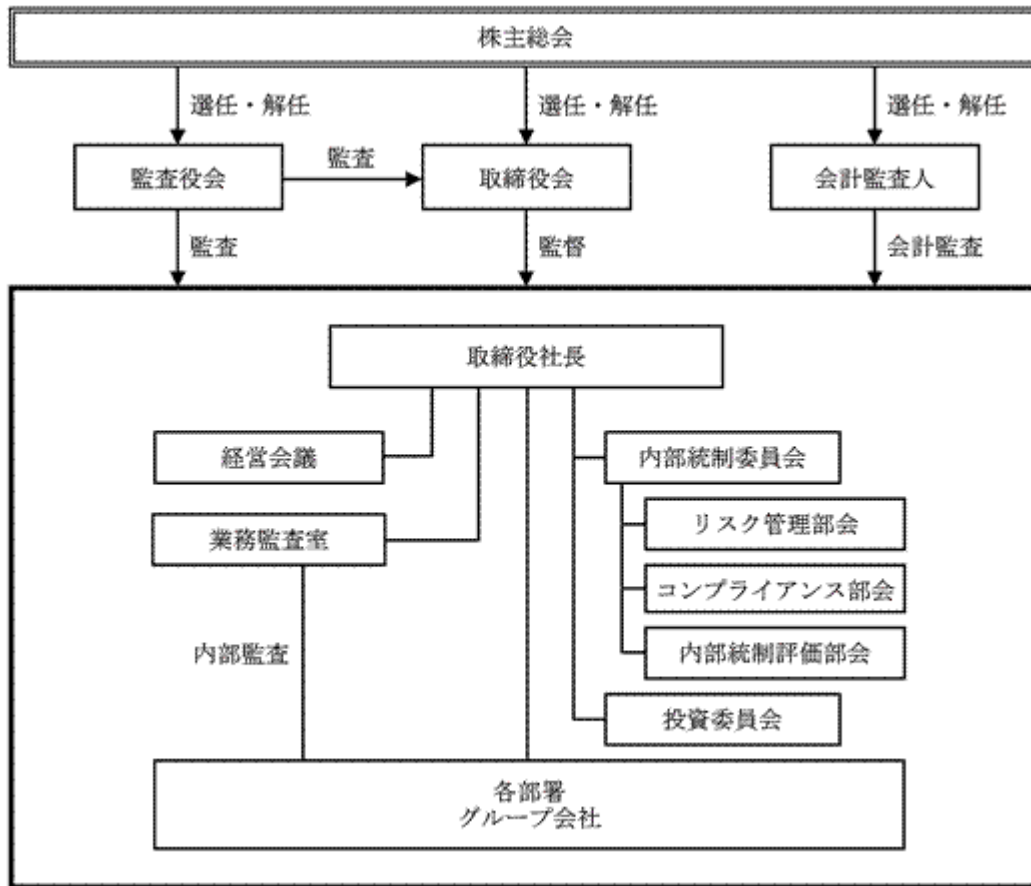 株主総会
選任・解任
選任・解任
選任・解任
監査役会
監査
取締役会
会計監査人
監査
監督
会計監査
取締役社長
経営会議
内部統制委員会
業務監査室
リスク管理部会
コンプライアンス部会
内部監査
内部統制評価部会
投資委員会
各部署
グループ会社